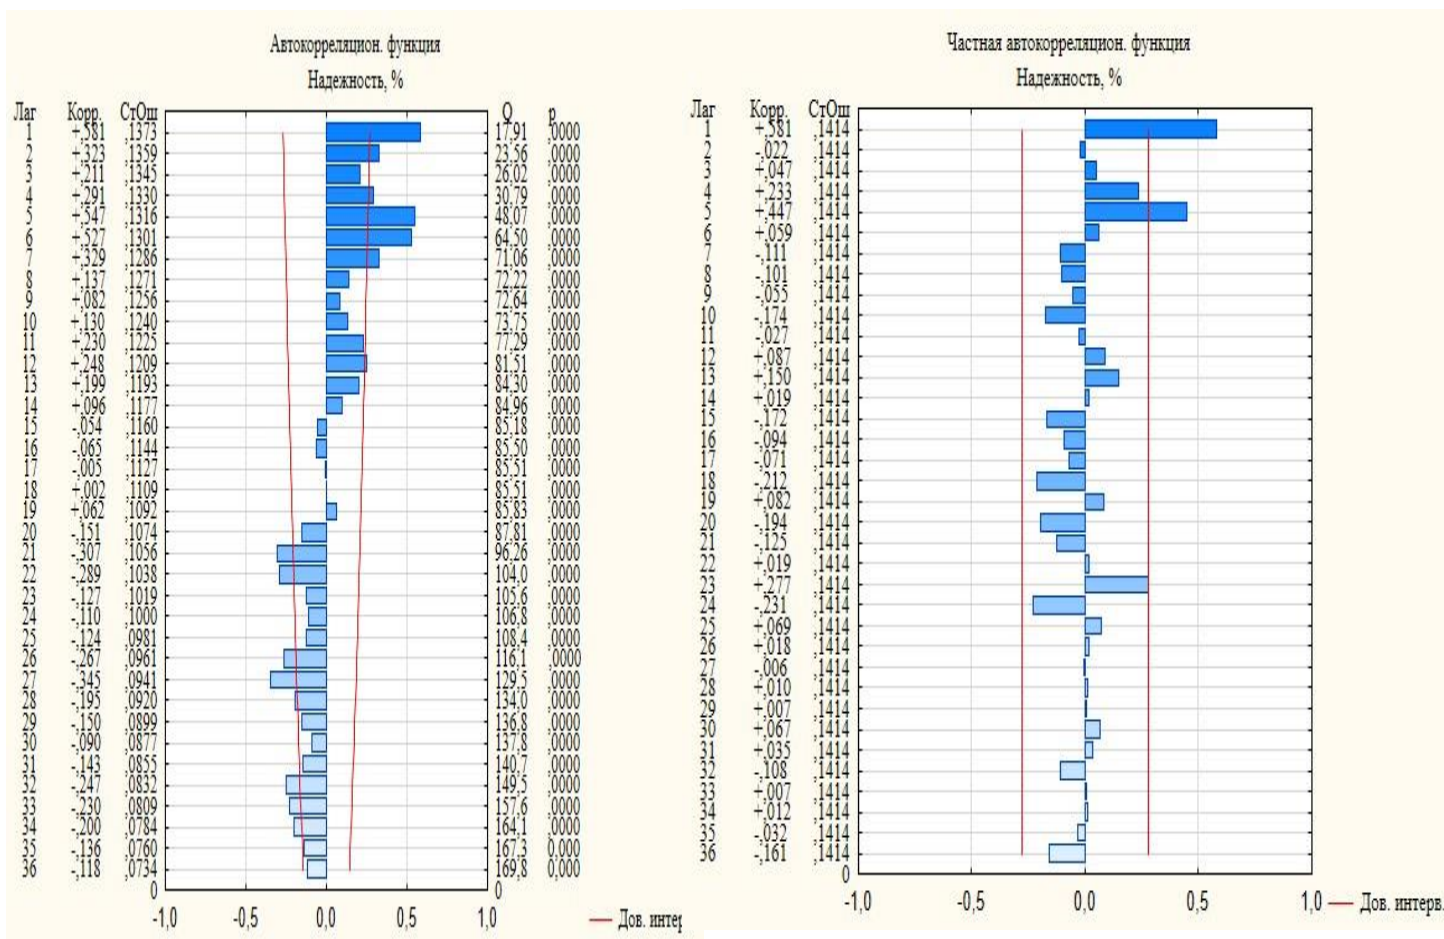 Автокорреляцион. функция
Надежность, %
Лаг Корр. СтОш Q p
1 +,581 ,1373 17,91 ,0000
2 +,323 ,1359 23,56 ,0000
3 +,211 ,1345 26,02 ,0000
4 +,291 ,1330 30,79 ,0000
5 +,547 ,1316 48,07 ,0000
6 +,527 ,1301 64,50 ,0000
7 +,329 ,1286 71,06 ,0000
8 +,137 ,1271 72,22 ,0000
9 +,082 ,1256 72,64 ,0000
10 +,130 ,1240 73,75 ,0000
11 +,230 ,1225 77,29 ,0000
12 +,248 ,1209 81,51 ,0000
13 +,199 ,1193 84,30 ,0000
14 +,096 ,1177 84,96 ,0000
15 -,054 ,1160 85,18 ,0000
16 -,065 ,1144 85,50 ,0000
17 -,005 ,1127 85,51 ,0000
18 +,002 ,1109 85,51 ,0000
19 +,062 ,1092 85,83 ,0000
20 -,151 ,1074 87,81 ,0000
21 -,307 ,1056 96,26 ,0000
22 -,289 ,1038 104,0 ,0000
23 -,127 ,1019 105,6 ,0000
24 -,110 ,1000 106,8 ,0000
25 -,124 ,0981 108,4 ,0000
26 -,267 ,0961 116,1 ,0000
27 -,345 ,0941 129,5 ,0000
28 -,195 ,0920 134,0 ,0000
29 -,150 ,0899 136,8 ,0000
30 -,090 ,0877 137,8 ,0000
31 -,143 ,0855 140,7 ,0000
32 -,247 ,0832 149,5 ,0000
33 -,230 ,0809 157,6 ,0000
34 -,200 ,0784 164,1 ,0000
35 -,136 ,0760 167,3 0,000
36 -,118 ,0734 169,8 0,000
0 0
-1,0 -0,5 0,0 0,5 1,0
Дов. интер
Частная автокорреляцион. функция
Надежность, %
Лаг Корр. СтОш
1 +,581 ,1414
2 -,022 ,1414
3 +,047 ,1414
4 +,233 ,1414
5 +,447 ,1414
6 +,059 ,1414
7 -,111 ,1414
8 -,101 ,1414
9 -,055 ,1414
10 -,174 ,1414
11 -,027 ,1414
12 +,087 ,1414
13 +,150 ,1414
14 +,019 ,1414
15 -,172 ,1414
16 -,094 ,1414
17 -,071 ,1414
18 -,212 ,1414
19 +,082 ,1414
20 -,194 ,1414
21 -,125 ,1414
22 +,019 ,1414
23 +,277 ,1414
24 -,231 ,1414
25 +,069 ,1414
26 +,018 ,1414
27 -,006 ,1414
28 +,010 ,1414
29 +,007 ,1414
30 +,067 ,1414
31 +,035 ,1414
32 -,108 ,1414
33 +,007 ,1414
34 +,012 ,1414
35 -,032 ,1414
36 -,161 ,1414
0
-1,0 -0,5 0,0 0,5 1,0
Дов. интерв.